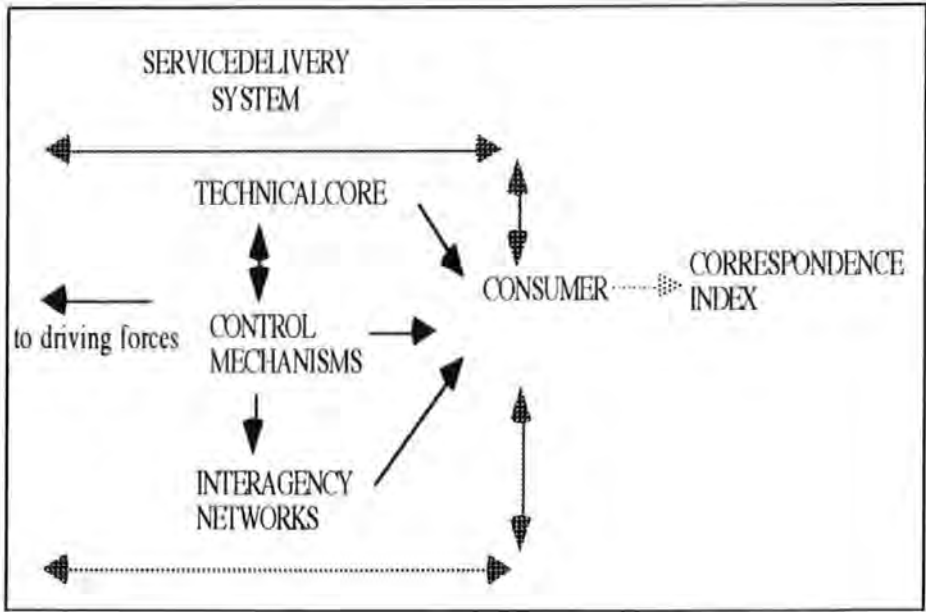 SERVICEDELIVERY
SYSTEM
TECHNICALCORE
CONSUMER
CORRESPONDENCE
INDEX
to driving forces
CONTROL
MECHANISMS
INTERAGENCY
NETWORKS